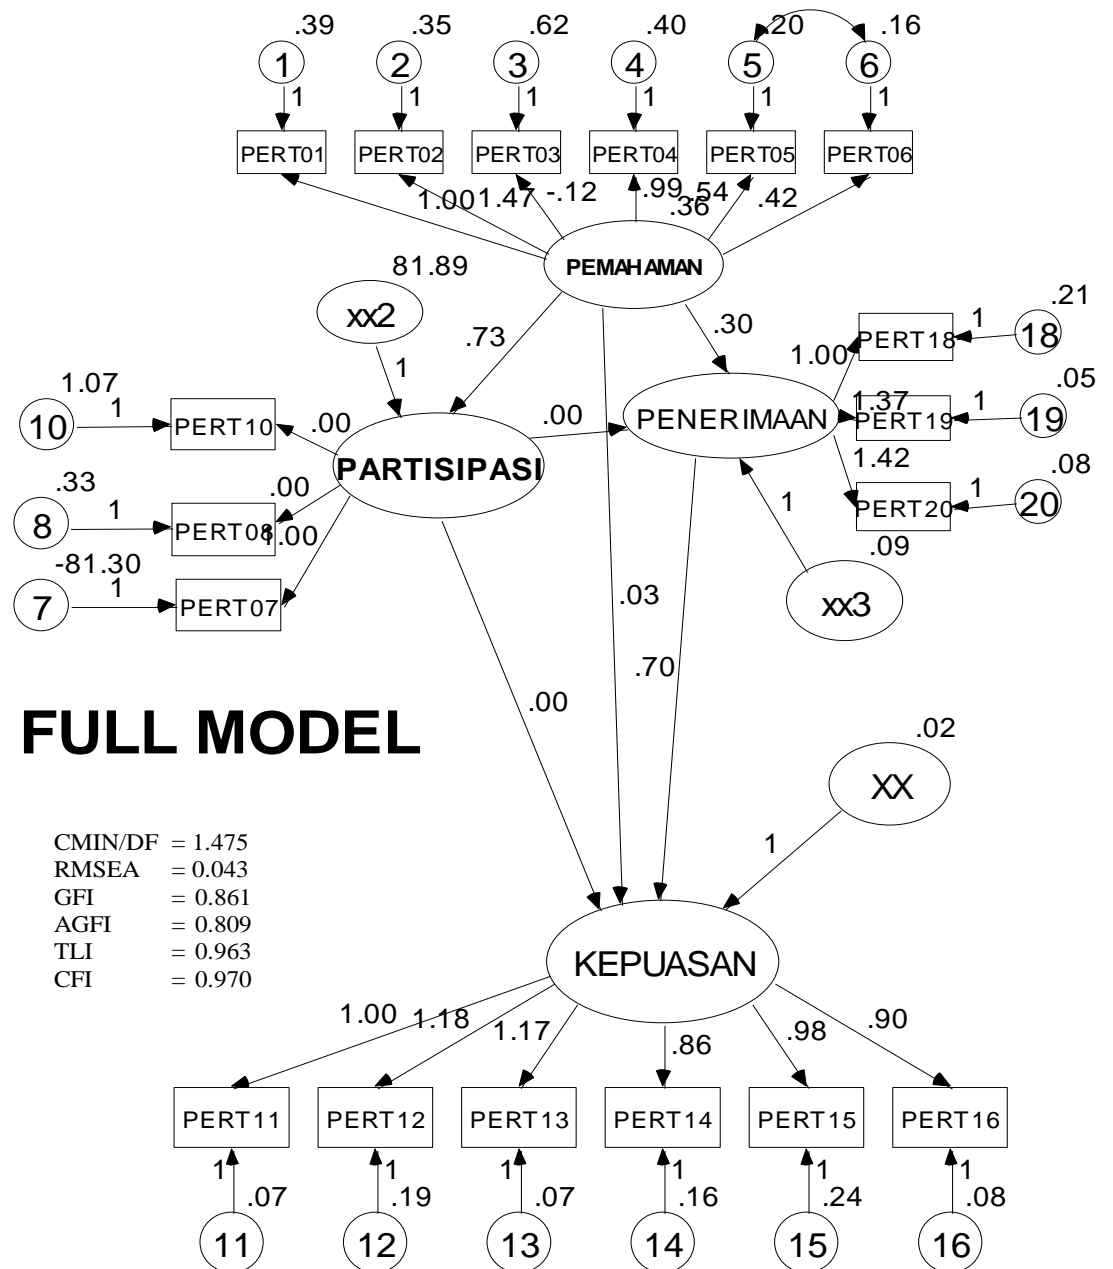 .39 .35 .62 .40 .20 .16
1 2 3 4 5 6
1 1 1 1 1 1
PERT01 PERT02 PERT03 PERT04 PERT05 PERT06
1.00 1.47 -.12 .99 .54 .42
.36
PEMAHAMAN
81.89
xx2
1
.73
.30
.21
18
1
PERT18
1.00
.05
19
1
PERT19
1.37
.08
20
1
PERT20
1.42
PENERIMAAN
1.07
10
1
PERT10
.00
.00
PARTISIPASI
.33
8
1
PERT08
.00
-81.30
7
1
PERT07
1.00
1
.09
xx3
.03
.70
.00
FULL MODEL
.02
XX
1
CMIN/DF = 1.475
RMSEA = 0.043
GFI = 0.861
AGFI = 0.809
TLI = 0.963
CFI = 0.970
KEPUASAN
1.00 1.18 1.17 .86 .98 .90
PERT11 PERT12 PERT13 PERT14 PERT15 PERT16
1 1 1 1 1 1
.07 .19 .07 .16 .24 .08
11 12 13 14 15 16